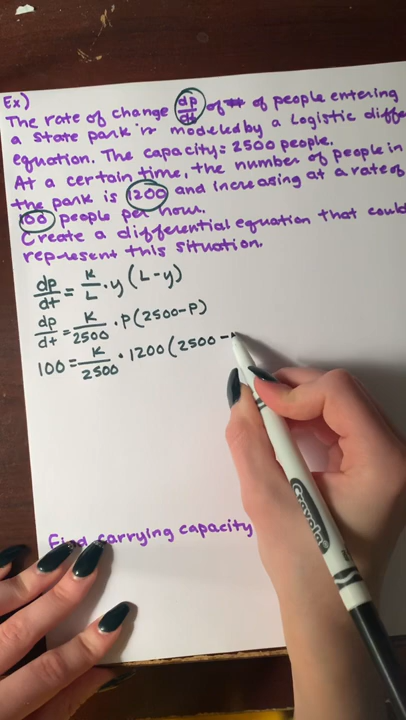 Ex)
The rate of change dp/dt of of people entering
a state park is modeled by a Logistic diffe
equation. The capacity = 2500 people.
At a certain time, the number of people in
the park is 1200 and increasing at a rate of
100 people per hour.
Create a differential equation that could
represent this situation.
dp/dt = K/L · y (L-y)
dp/dt = K/2500 · P (2500-P)
100 = K/2500 · 1200 (2500 -
Find carrying capacity
Crayola